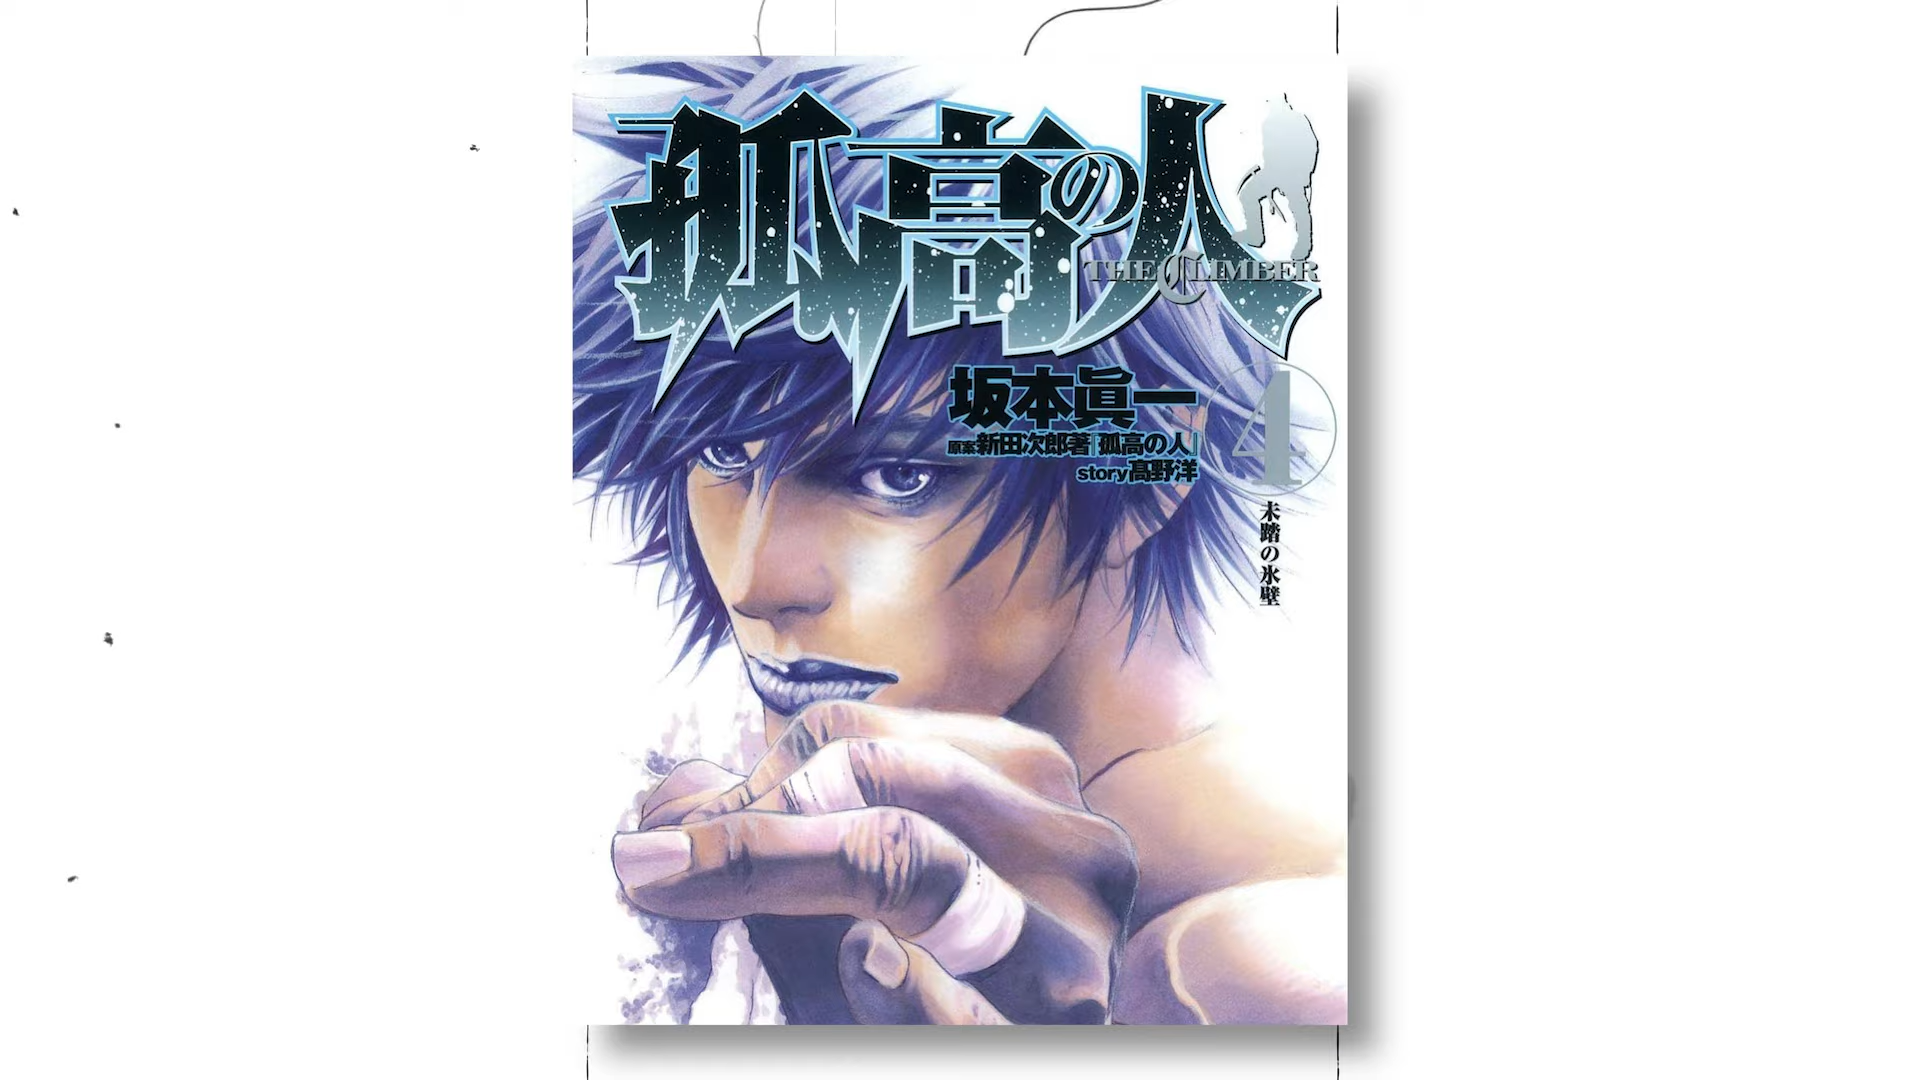 孤高の人
THE CLIMBER
坂本眞一
原案新田次郎著『孤高の人』
story髙野洋
4
未踏の氷壁